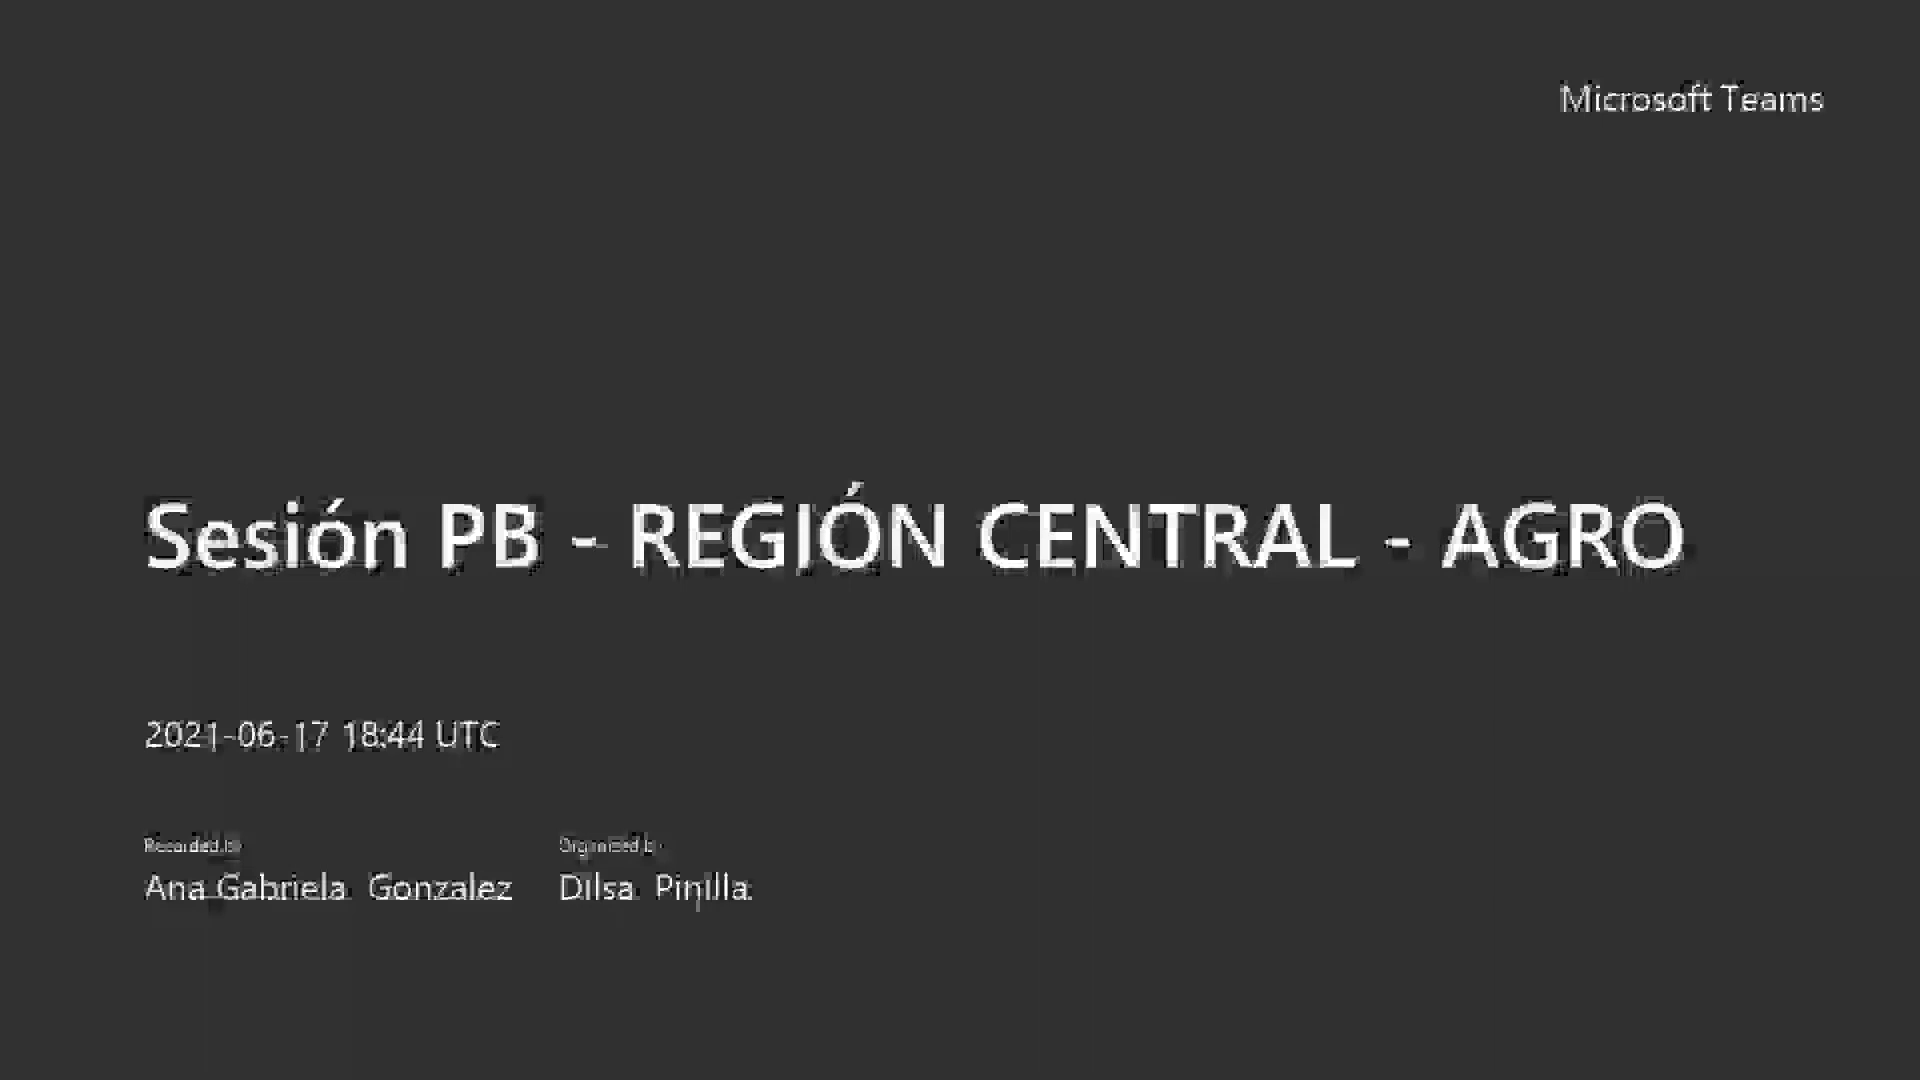 Microsoft Teams
Sesión PB - REGIÓN CENTRAL - AGRO
2021-06-17 18:44 UTC
Recorded by Organized by
Ana Gabriela Gonzalez Dilsa Pinilla